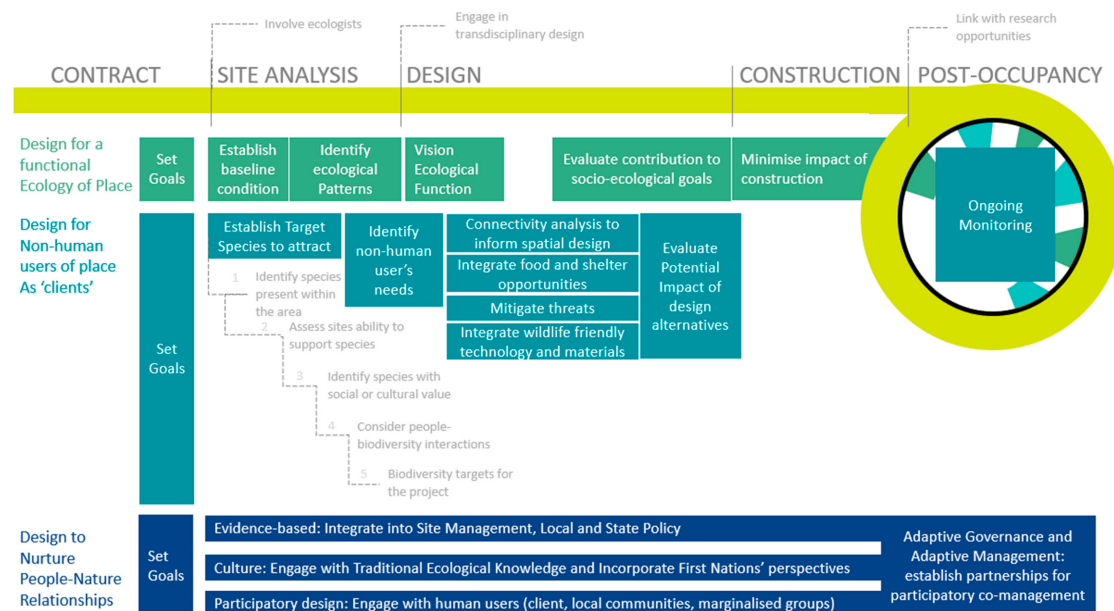 Involve ecologists
Engage in
transdisciplinary design
Link with research
opportunities
CONTRACT
SITE ANALYSIS
DESIGN
CONSTRUCTION
POST-OCCUPANCY
Design for a
functional
Ecology of Place
Set
Goals
Establish
baseline
condition
Identify
ecological
Patterns
Vision
Ecological
Function
Evaluate contribution to
socio-ecological goals
Minimise impact of
construction
Ongoing
Monitoring
Design for
Non-human
users of place
As ‘clients’
Set
Goals
Establish Target
Species to attract
1 Identify species
present within
the area
2 Assess sites ability to
support species
3 Identify species with
social or cultural value
4 Consider people-
biodiversity interactions
5 Biodiversity targets for
the project
Identify
non-human
user’s
needs
Connectivity analysis to
inform spatial design
Integrate food and shelter
opportunities
Mitigate threats
Integrate wildlife friendly
technology and materials
Evaluate
Potential
Impact of
design
alternatives
Design to
Nurture
People-Nature
Relationships
Set
Goals
Evidence-based: Integrate into Site Management, Local and State Policy
Culture: Engage with Traditional Ecological Knowledge and Incorporate First Nations’ perspectives
Participatory design: Engage with human users (client, local communities, marginalised groups)
Adaptive Governance and
Adaptive Management:
establish partnerships for
participatory co-management